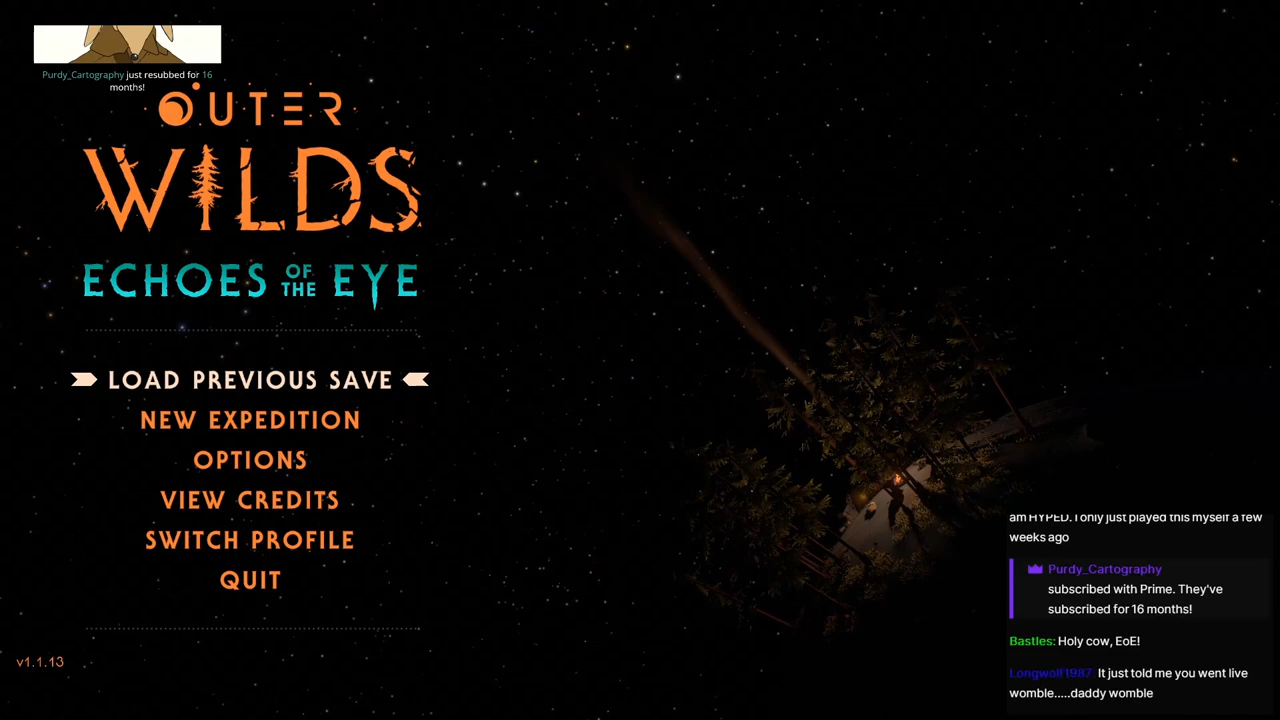 Purdy_Cartography just resubbed for 16
months!
OUTER
WILDS
ECHOES OF THE EYE
LOAD PREVIOUS SAVE
NEW EXPEDITION
OPTIONS
VIEW CREDITS
SWITCH PROFILE
QUIT
v1.1.13
am HYPED. I only just played this myself a few
weeks ago
Purdy_Cartography
subscribed with Prime. They've
subscribed for 16 months!
Bastles: Holy cow, EoE!
Longwolf1987: It just told me you went live
womble.....daddy womble